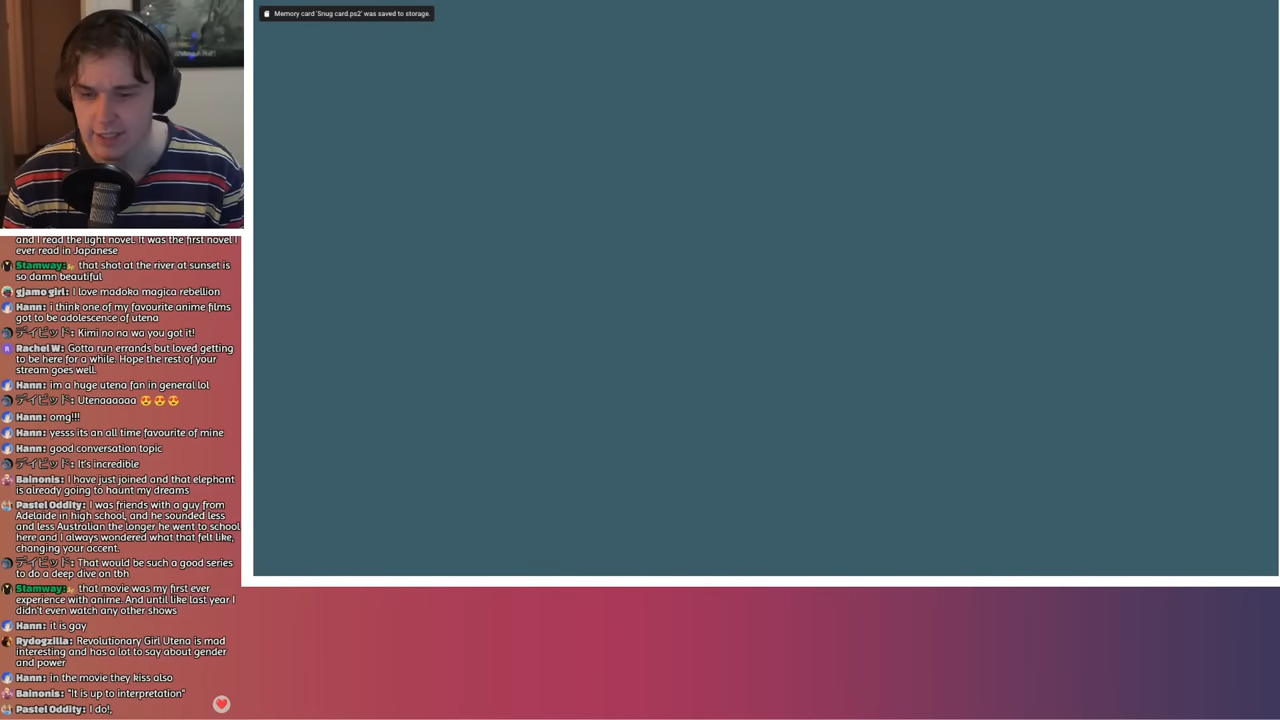 Memory card 'Snug card.ps2' was saved to storage.
and I read the light novel. It was the first novel I
ever read in Japanese
Stamway: that shot at the river at sunset is
so damn beautiful
gjamo girl: I love madoka magica rebellion
Hann: i think one of my favourite anime films
got to be adolescence of utena
デイビッド: Kimi no na wa you got it!
Rachel W: Gotta run errands but loved getting
to be here for a while. Hope the rest of your
stream goes well.
Hann: im a huge utena fan in general lol
デイビッド: Utenaaaaaa 😍😍😍
Hann: omg!!!
Hann: yesss its an all time favourite of mine
Hann: good conversation topic
デイビッド: It's incredible
Bainonis: I have just joined and that elephant
is already going to haunt my dreams
Pastel Oddity: I was friends with a guy from
Adelaide in high school, and he sounded less
and less Australian the longer he went to school
here and I always wondered what that felt like,
changing your accent.
デイビッド: That would be such a good series
to do a deep dive on tbh
Stamway: that movie was my first ever
experience with anime. And until like last year I
didn't even watch any other shows
Hann: it is gay
Rydogzilla: Revolutionary Girl Utena is mad
interesting and has a lot to say about gender
and power
Hann: in the movie they kiss also
Bainonis: "It is up to interpretation"
Pastel Oddity: I do!,